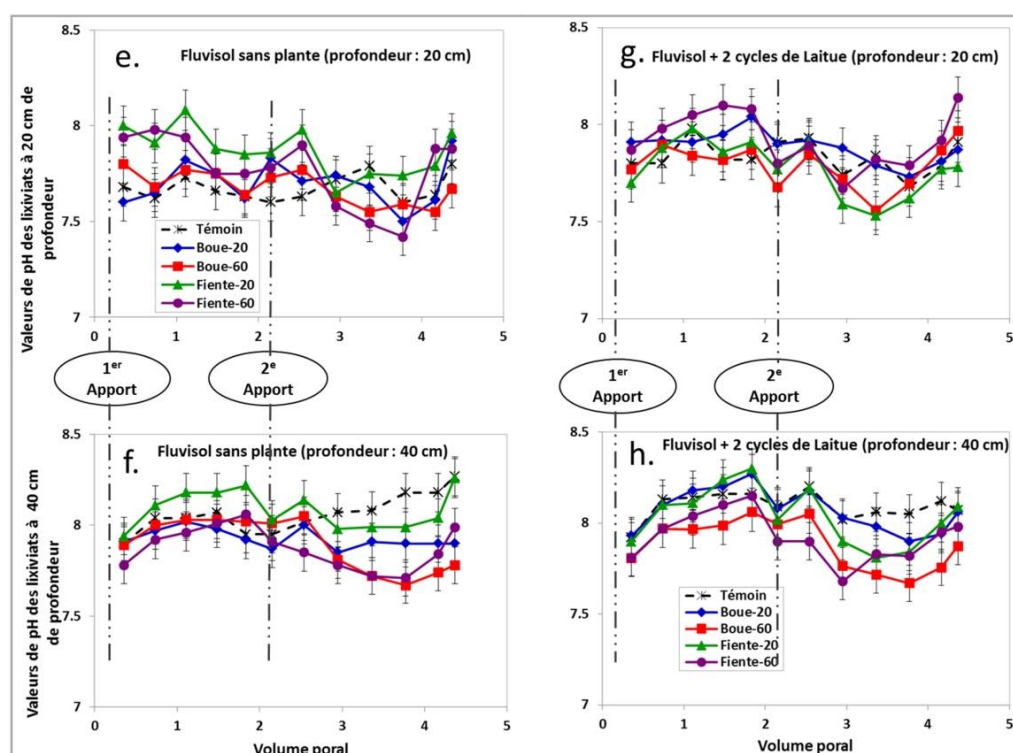 e.
Fluvisol sans plante (profondeur : 20 cm)
Valeurs de pH des lixiviats à 20 cm de
profondeur
8.5
8
7.5
7
0
1
2
3
4
5
Témoin
Boue-20
Boue-60
Fiente-20
Fiente-60
g.
Fluvisol + 2 cycles de Laitue (profondeur : 20 cm)
8.5
8
7.5
7
0
1
2
3
4
5
1er
Apport
2e
Apport
1er
Apport
2e
Apport
f.
Fluvisol sans plante (profondeur : 40 cm)
Valeurs de pH des lixiviats à 40 cm
de profondeur
8.5
8
7.5
7
0
1
2
3
4
5
Volume poral
h.
Fluvisol + 2 cycles de Laitue (profondeur : 40 cm)
8.5
8
7.5
7
Témoin
Boue-20
Boue-60
Fiente-20
Fiente-60
0
1
2
3
4
5
Volume poral